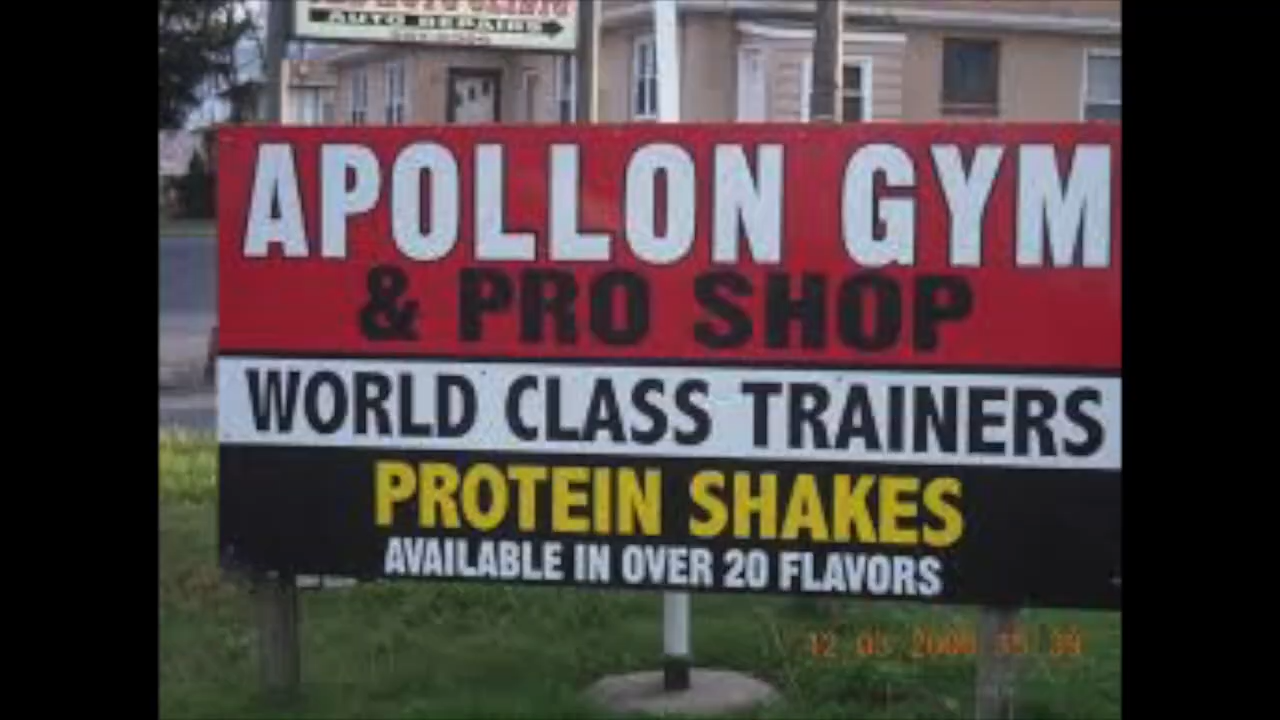 AUTO REPAIRS
APOLLON GYM
& PRO SHOP
WORLD CLASS TRAINERS
PROTEIN SHAKES
AVAILABLE IN OVER 20 FLAVORS